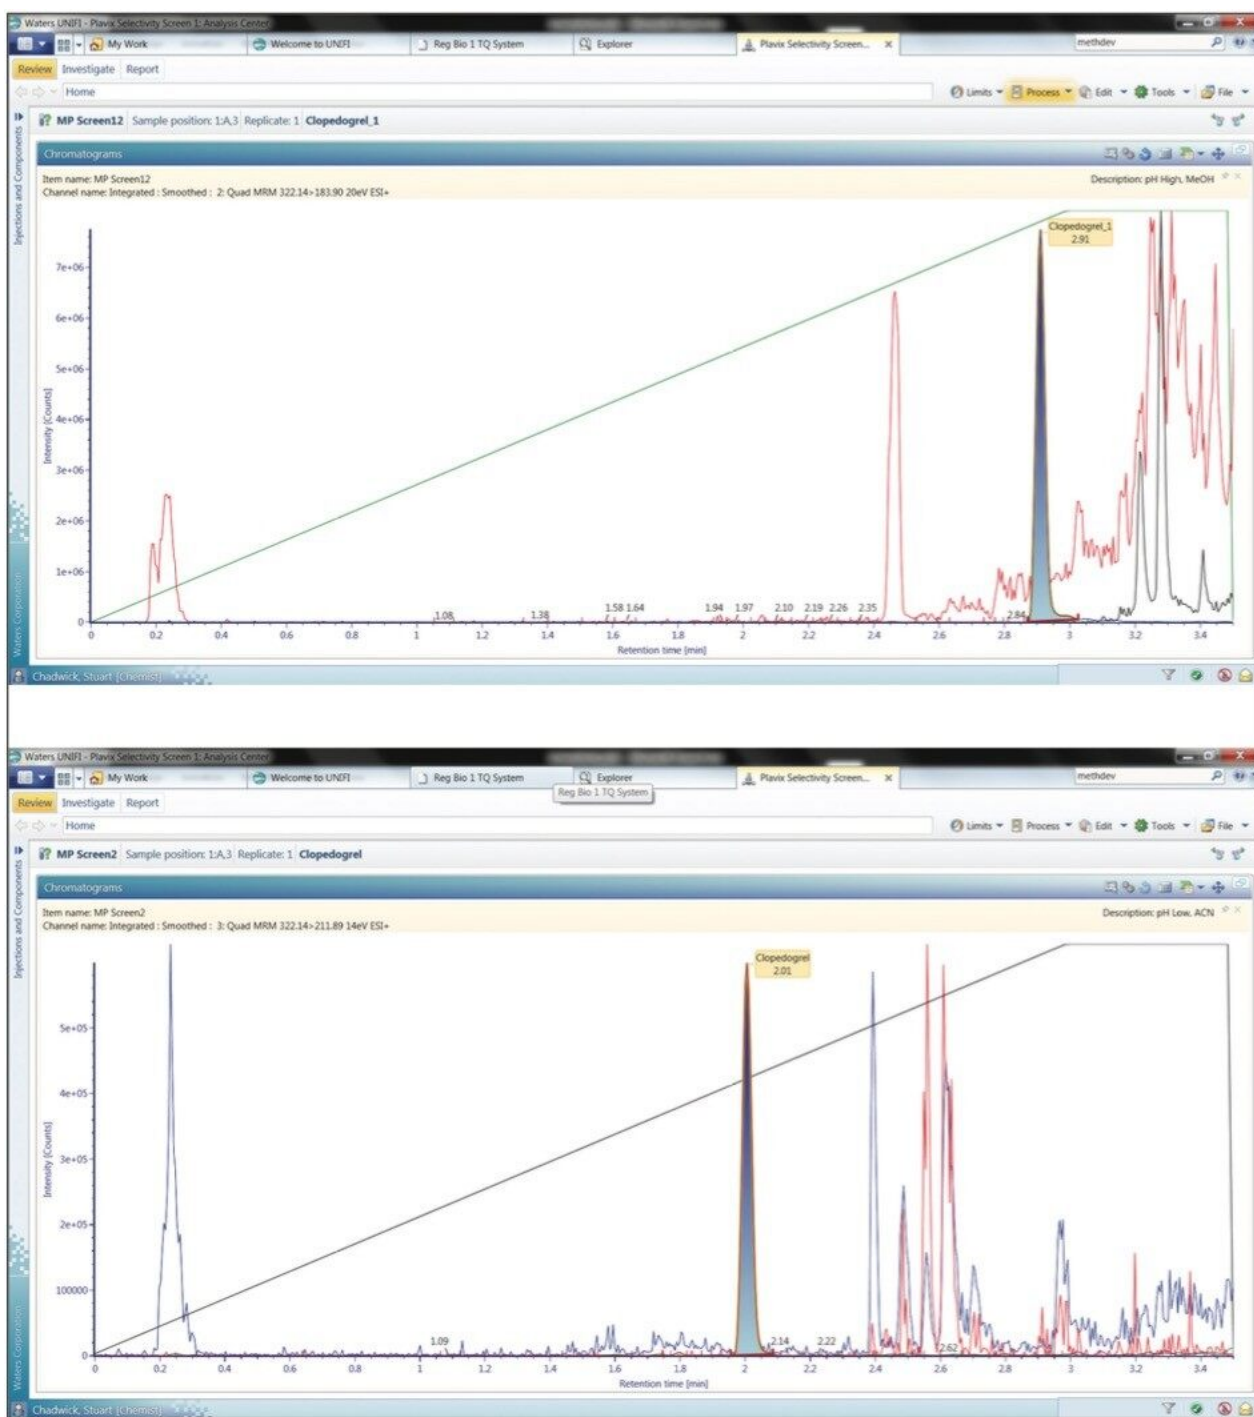 Waters UNIFI - Plavix Selectivity Screen 1: Analysis Center
My Work
Welcome to UNIFI
Reg Bio 1 TQ System
Explorer
Plavix Selectivity Screen... x
methdev
Review Investigate Report
Home
Limits Process Edit Tools File
Injections and Components
MP Screen12 Sample position: 1:A,3 Replicate: 1 Clopedogrel_1
Chromatograms
Item name: MP Screen12
Description: pH High, MeOH
Channel name: Integrated : Smoothed : 2: Quad MRM 322.14>183.90 20eV ESI+
Clopedogrel_1
2.91
7e+06
6e+06
5e+06
4e+06
3e+06
2e+06
1e+06
0
Intensity [Counts]
1.08 1.38 1.58 1.64 1.94 1.97 2.10 2.19 2.26 2.35 2.84
0 0.2 0.4 0.6 0.8 1 1.2 1.4 1.6 1.8 2 2.2 2.4 2.6 2.8 3 3.2 3.4
Retention time [min]
Waters Corporation
Chadwick, Stuart [Chemist]
Waters UNIFI - Plavix Selectivity Screen 1: Analysis Center
My Work
Welcome to UNIFI
Reg Bio 1 TQ System
Explorer
Plavix Selectivity Screen... x
methdev
Reg Bio 1 TQ System
Review Investigate Report
Home
Limits Process Edit Tools File
Injections and Components
MP Screen2 Sample position: 1:A,3 Replicate: 1 Clopedogrel
Chromatograms
Item name: MP Screen2
Description: pH Low, ACN
Channel name: Integrated : Smoothed : 3: Quad MRM 322.14>211.89 14eV ESI+
Clopedogrel
2.01
5e+05
4e+05
3e+05
2e+05
100000
0
Intensity [Counts]
1.09 2.14 2.22 2.62
0 0.2 0.4 0.6 0.8 1 1.2 1.4 1.6 1.8 2 2.2 2.4 2.6 2.8 3 3.2 3.4
Retention time [min]
Waters Corporation
Chadwick, Stuart [Chemist]